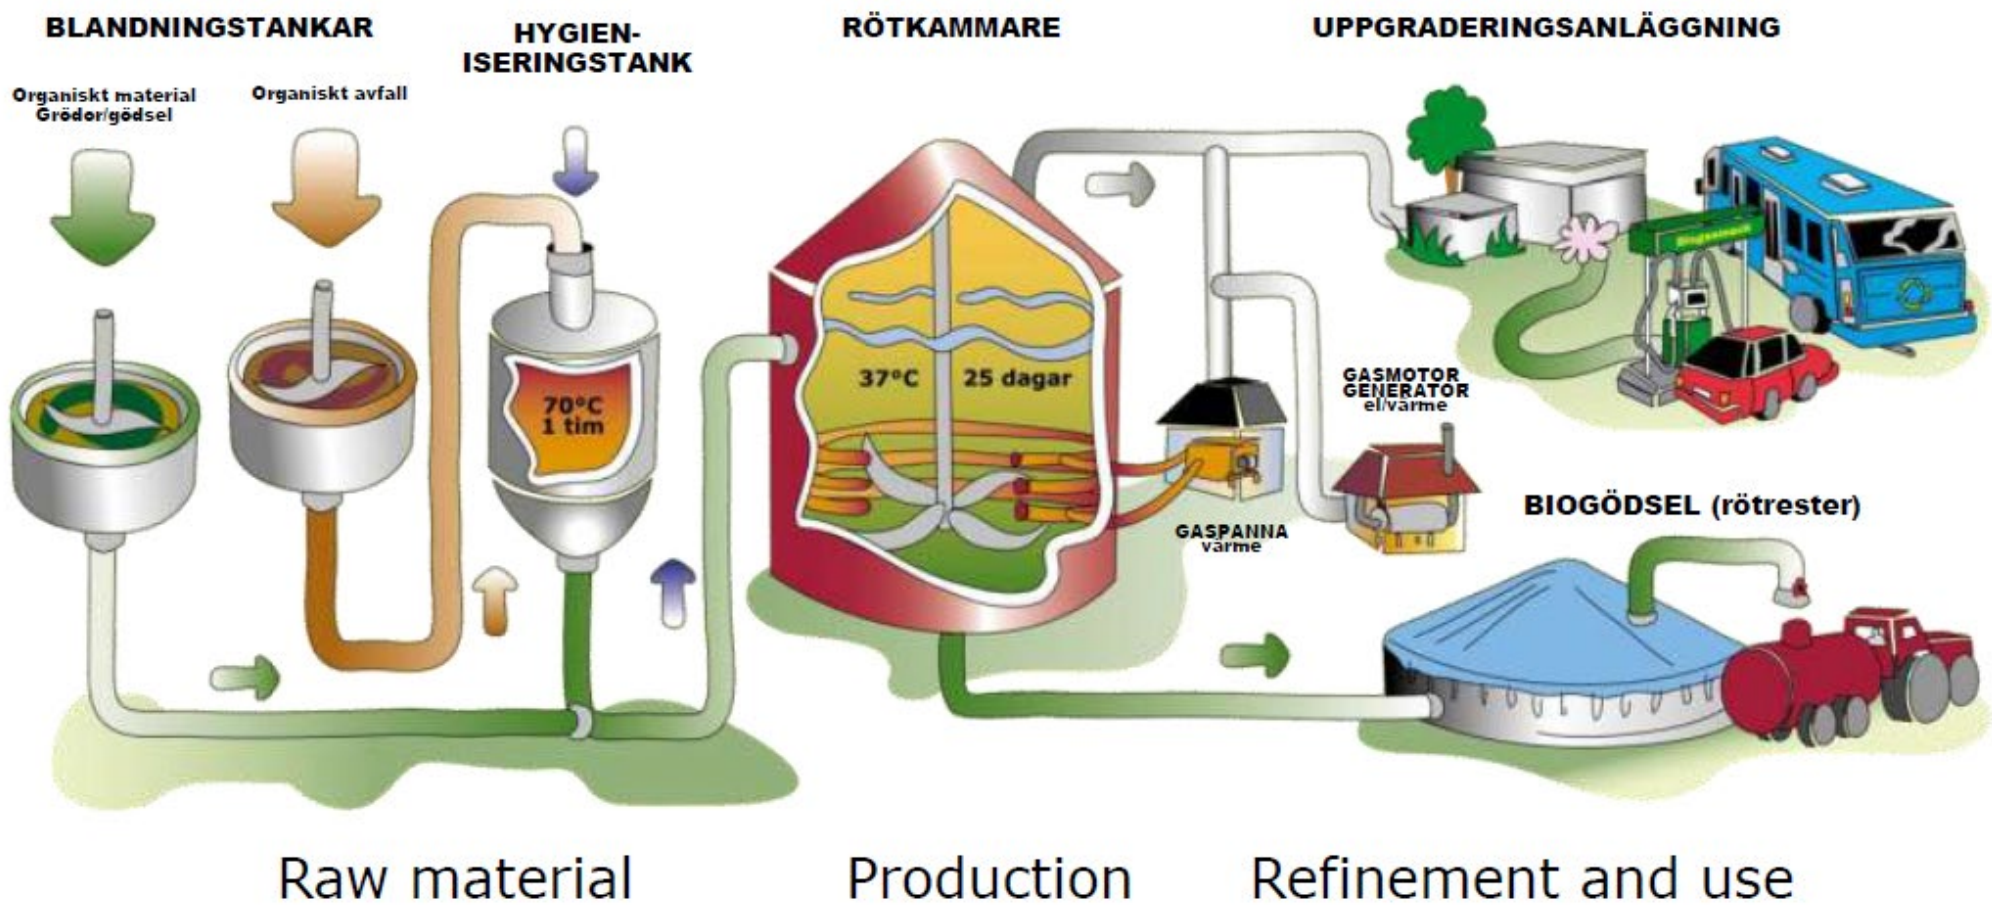 BLANDNINGSTANKAR
Organiskt material
Grödor/gödsel
Organiskt avfall
HYGIEN-
ISERINGSTANK
70°C
1 tim
RÖTKAMMARE
37°C 25 dagar
UPPGRADERINGSANLÄGGNING
GASPANNA
värme
GASMOTOR
GENERATOR
el/värme
BIOGÖDSEL (rötrester)
Raw material
Production
Refinement and use